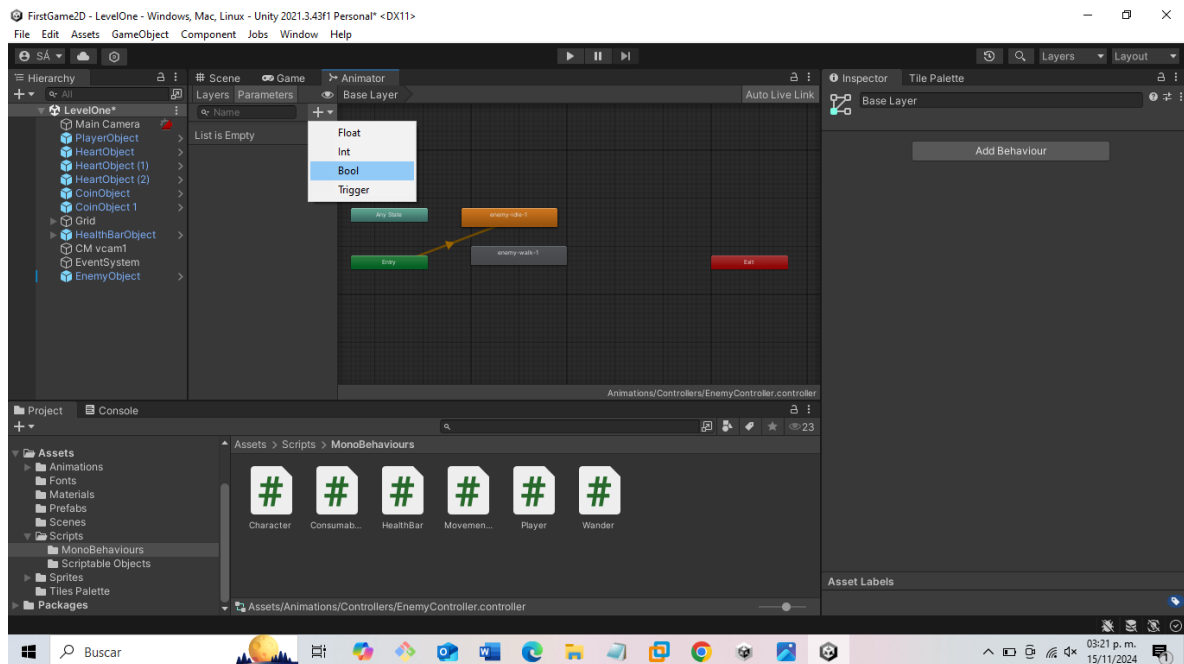 FirstGame2D - LevelOne - Windows, Mac, Linux - Unity 2021.3.43f1 Personal* <DX11>
File Edit Assets GameObject Component Jobs Window Help
SÁ
Layers Layout
Hierarchy
# Scene Game Animator
Inspector Tile Palette
All
Layers Parameters Base Layer Auto Live Link
Base Layer
LevelOne*
Name
Main Camera
PlayerObject
List is Empty
Float
HeartObject
Int
Add Behaviour
HeartObject (1)
Bool
HeartObject (2)
Trigger
CoinObject
CoinObject 1
Any State enemy-idle-1
Grid
HealthBarObject
CM vcam1
enemy-walk-1
EventSystem
Entry Exit
EnemyObject
Animations/Controllers/EnemyController.controller
Project Console
23
Assets > Scripts > MonoBehaviours
Assets
Animations
Fonts
Materials
Prefabs
Scenes
Character Consumab... HealthBar Movemen... Player Wander
Scripts
MonoBehaviours
Scriptable Objects
Sprites
Asset Labels
Tiles Palette
Packages
Assets/Animations/Controllers/EnemyController.controller
Buscar
03:21 p. m.
15/11/2024
1